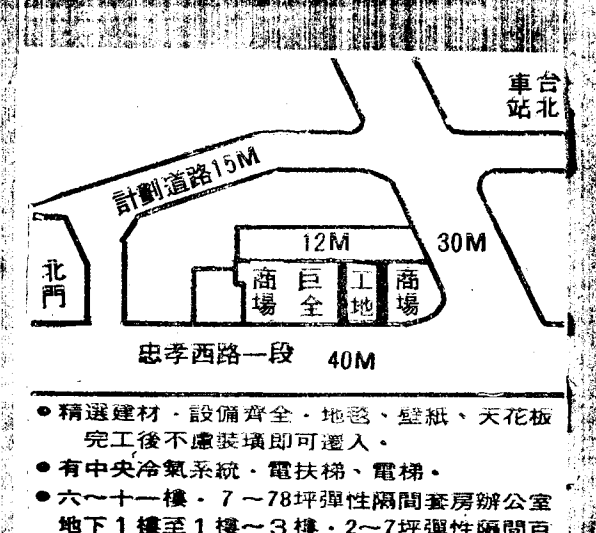 台北
車站
計劃道路15M
12M
30M
北門
商場
巨全
工地
商場
忠孝西路一段 40M
●精選建材．設備齊全．地毯、壁紙、天花板
完工後不慮裝璜即可遷入．
●有中央冷氣系統．電扶梯、電梯．
●六～十一樓．7～78坪彈性隔間套房辦公室
地下1樓至1樓～3樓．2～7坪彈性隔間百